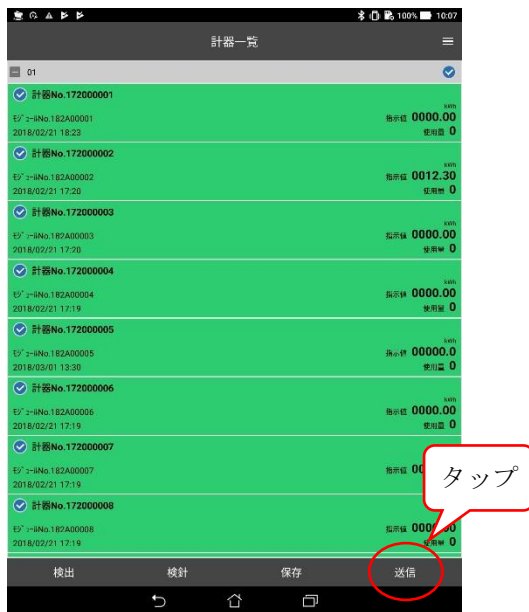 100% 10:07
計器一覧
01
計器No.172000001
kWh
ﾓｼﾞｭｰﾙNo.182A00001
指示値 0000.00
2018/02/21 18:23
使用量 0
計器No.172000002
kWh
ﾓｼﾞｭｰﾙNo.182A00002
指示値 0012.30
2018/02/21 17:20
使用量 0
計器No.172000003
kWh
ﾓｼﾞｭｰﾙNo.182A00003
指示値 0000.00
2018/02/21 17:20
使用量 0
計器No.172000004
kWh
ﾓｼﾞｭｰﾙNo.182A00004
指示値 0000.00
2018/02/21 17:19
使用量 0
計器No.172000005
kWh
ﾓｼﾞｭｰﾙNo.182A00005
指示値 00000.0
2018/03/01 13:30
使用量 0
計器No.172000006
kWh
ﾓｼﾞｭｰﾙNo.182A00006
指示値 0000.00
2018/02/21 17:19
使用量 0
計器No.172000007
ﾓｼﾞｭｰﾙNo.182A00007
指示値
2018/02/21 17:19
タップ
計器No.172000008
ﾓｼﾞｭｰﾙNo.182A00008
指示値
2018/02/21 17:19
使用量 0
検出 検針 保存 送信